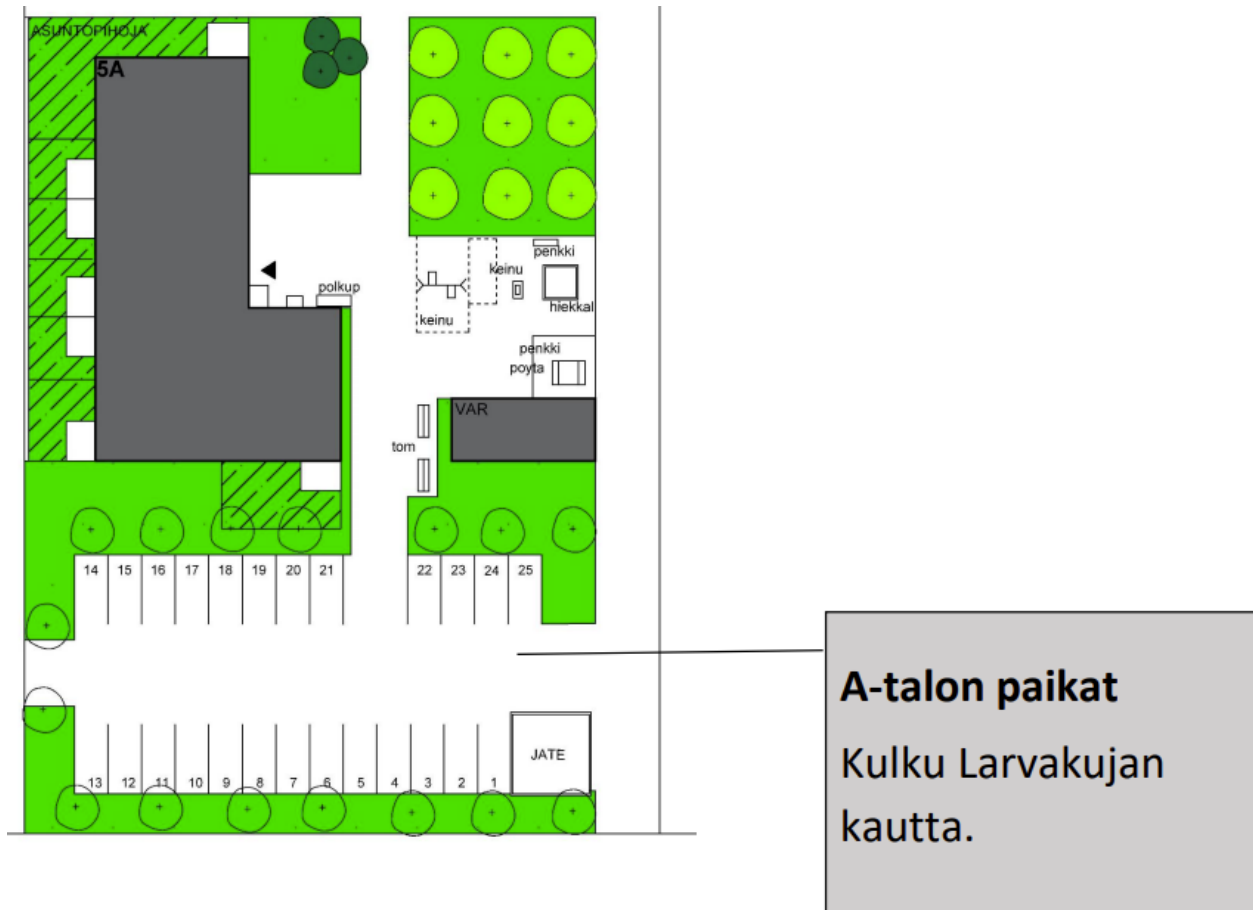 ASUNTOPIHOJA
5A
polkup
penkki
keinu
hiekkal
keinu
penkki
poyta
VAR
tom
14 15 16 17 18 19 20 21 22 23 24 25
13 12 11 10 9 8 7 6 5 4 3 2 1
JATE
A-talon paikat
Kulku Larvakujan
kautta.